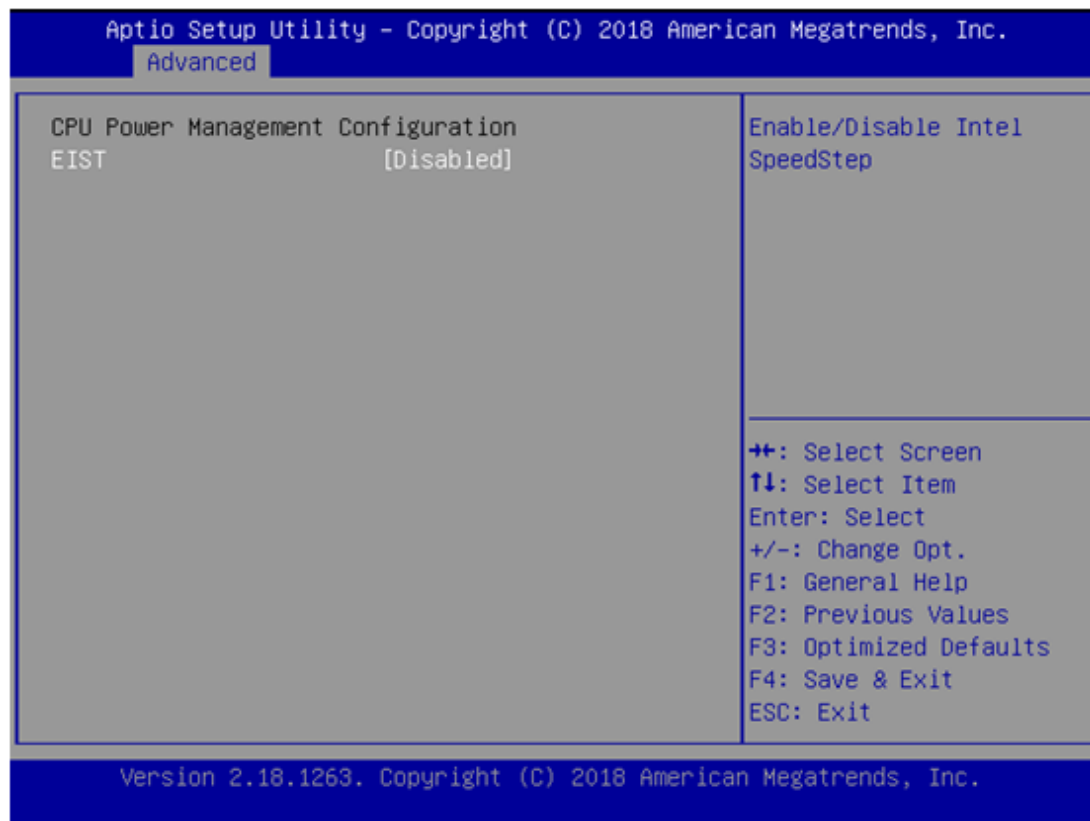 Aptio Setup Utility – Copyright (C) 2018 American Megatrends, Inc.
Advanced
CPU Power Management Configuration
EIST [Disabled]
Enable/Disable Intel
SpeedStep
→←: Select Screen
↑↓: Select Item
Enter: Select
+/-: Change Opt.
F1: General Help
F2: Previous Values
F3: Optimized Defaults
F4: Save & Exit
ESC: Exit
Version 2.18.1263. Copyright (C) 2018 American Megatrends, Inc.